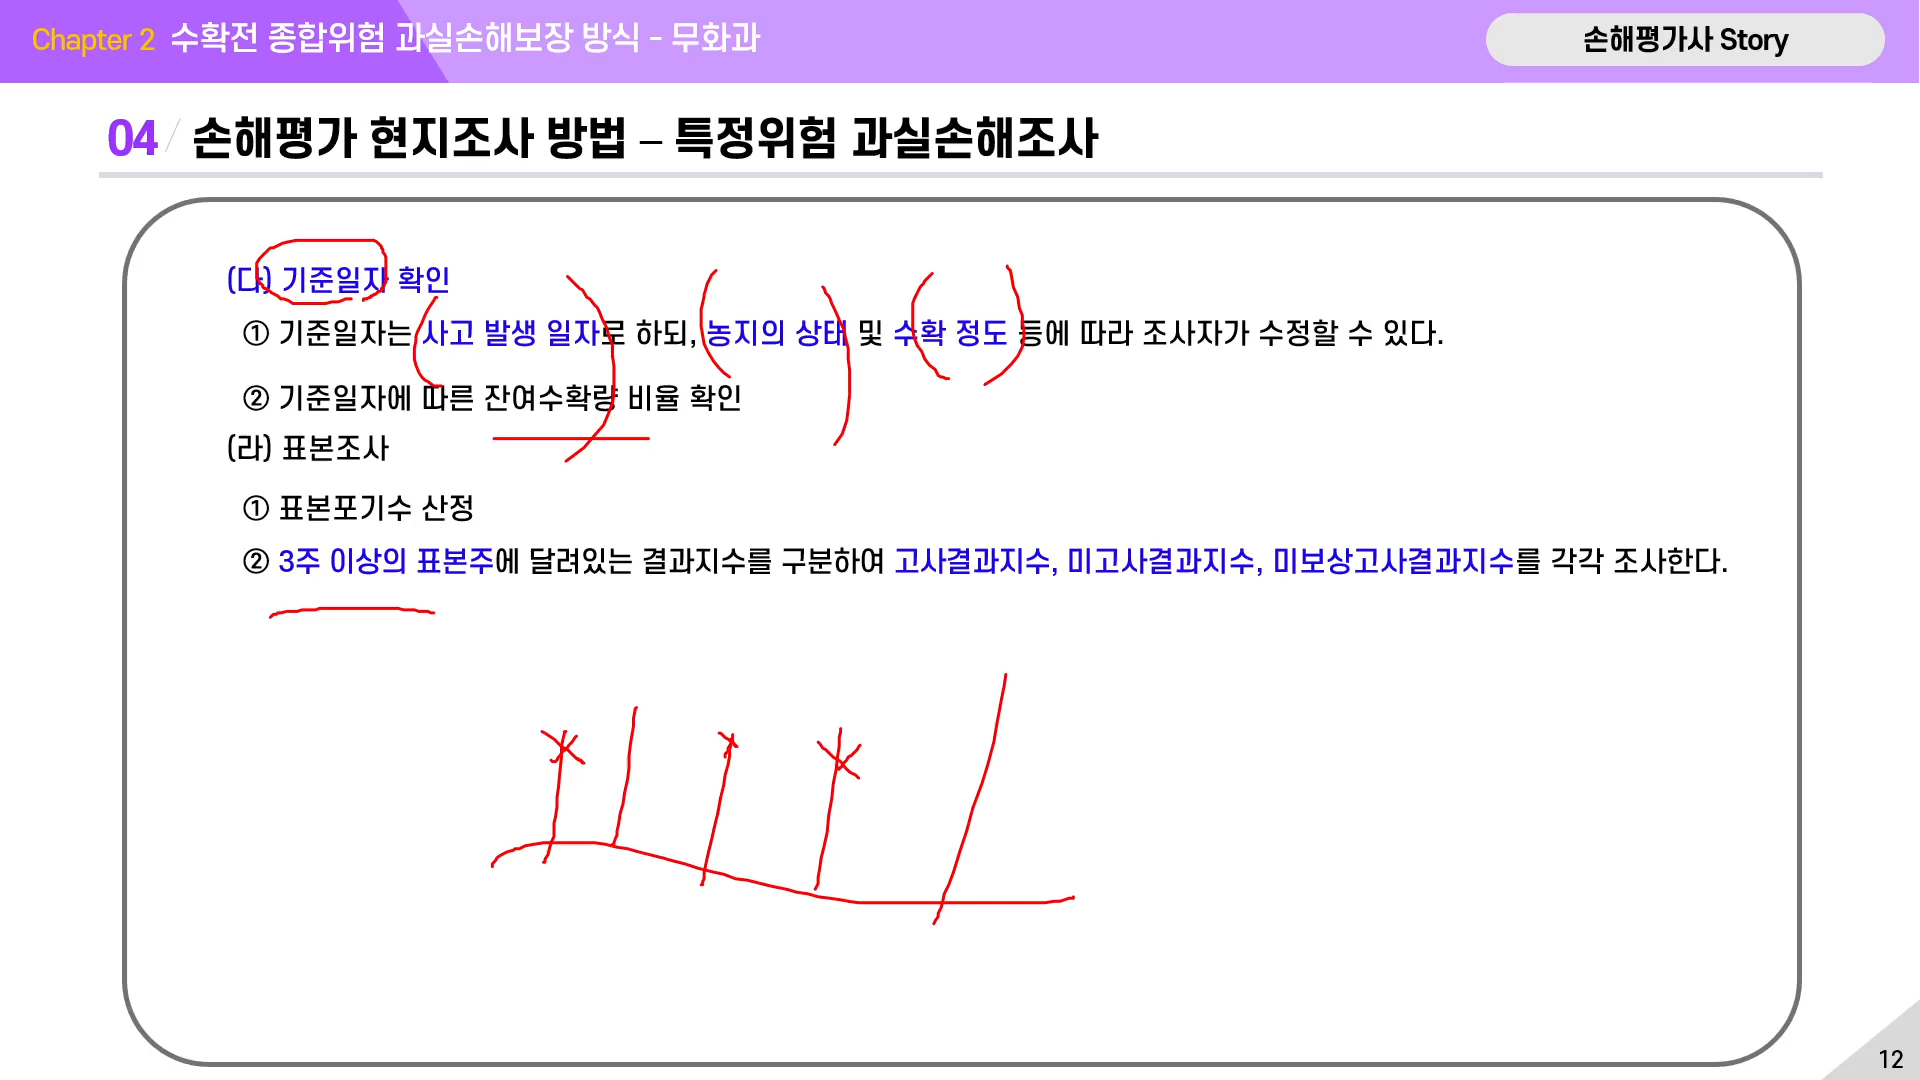 Chapter 2 수확전 종합위험 과실손해보장 방식 - 무화과
손해평가사 Story
04 손해평가 현지조사 방법 – 특정위험 과실손해조사
(다) 기준일자 확인
① 기준일자는 사고 발생 일자로 하되, 농지의 상태 및 수확 정도 등에 따라 조사자가 수정할 수 있다.
② 기준일자에 따른 잔여수확량 비율 확인
(라) 표본조사
① 표본포기수 산정
② 3주 이상의 표본주에 달려있는 결과지수를 구분하여 고사결과지수, 미고사결과지수, 미보상고사결과지수를 각각 조사한다.
12